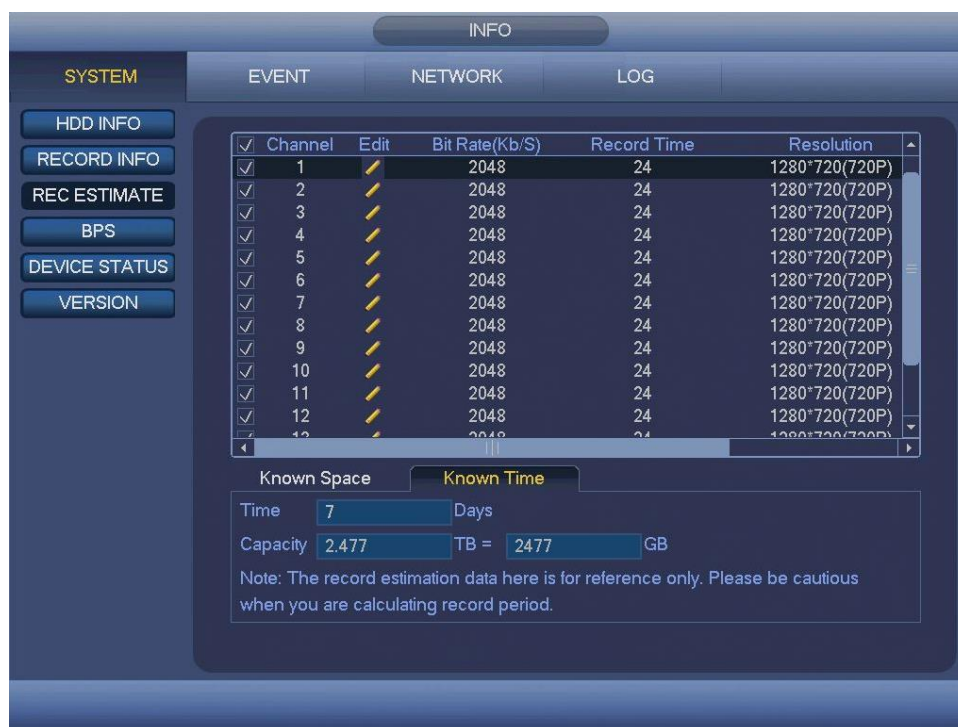 INFO
SYSTEM EVENT NETWORK LOG
HDD INFO
RECORD INFO
REC ESTIMATE
BPS
DEVICE STATUS
VERSION
Channel Edit Bit Rate(Kb/S) Record Time Resolution
1 2048 24 1280*720(720P)
2 2048 24 1280*720(720P)
3 2048 24 1280*720(720P)
4 2048 24 1280*720(720P)
5 2048 24 1280*720(720P)
6 2048 24 1280*720(720P)
7 2048 24 1280*720(720P)
8 2048 24 1280*720(720P)
9 2048 24 1280*720(720P)
10 2048 24 1280*720(720P)
11 2048 24 1280*720(720P)
12 2048 24 1280*720(720P)
Known Space Known Time
Time 7 Days
Capacity 2.477 TB = 2477 GB
Note: The record estimation data here is for reference only. Please be cautious
when you are calculating record period.